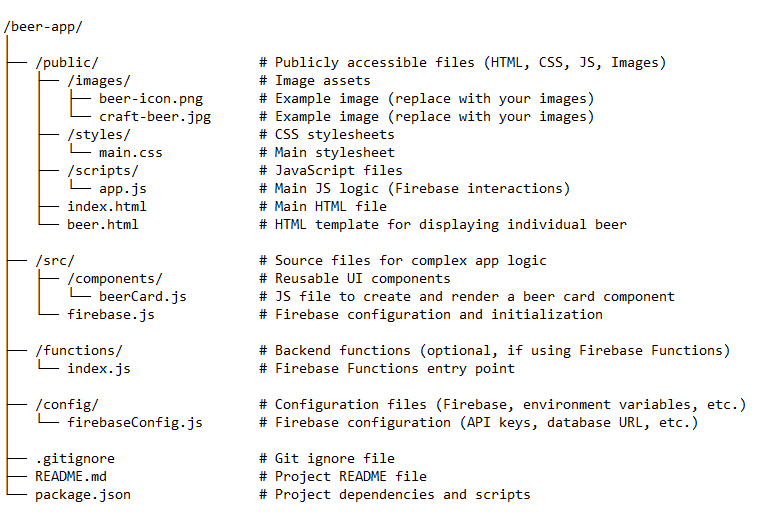 /beer-app/
│
├── /public/                    # Publicly accessible files (HTML, CSS, JS, Images)
│   ├── /images/                # Image assets
│   │   ├── beer-icon.png       # Example image (replace with your images)
│   │   └── craft-beer.jpg      # Example image (replace with your images)
│   ├── /styles/                # CSS stylesheets
│   │   └── main.css            # Main stylesheet
│   ├── /scripts/               # JavaScript files
│   │   └── app.js              # Main JS logic (Firebase interactions)
│   ├── index.html              # Main HTML file
│   └── beer.html               # HTML template for displaying individual beer
│
├── /src/                       # Source files for complex app logic
│   ├── /components/            # Reusable UI components
│   │   └── beerCard.js         # JS file to create and render a beer card component
│   └── firebase.js             # Firebase configuration and initialization
│
├── /functions/                 # Backend functions (optional, if using Firebase Functions)
│   └── index.js                # Firebase Functions entry point
│
├── /config/                    # Configuration files (Firebase, environment variables, etc.)
│   └── firebaseConfig.js       # Firebase configuration (API keys, database URL, etc.)
│
├── .gitignore                  # Git ignore file
├── README.md                   # Project README file
└── package.json                # Project dependencies and scripts